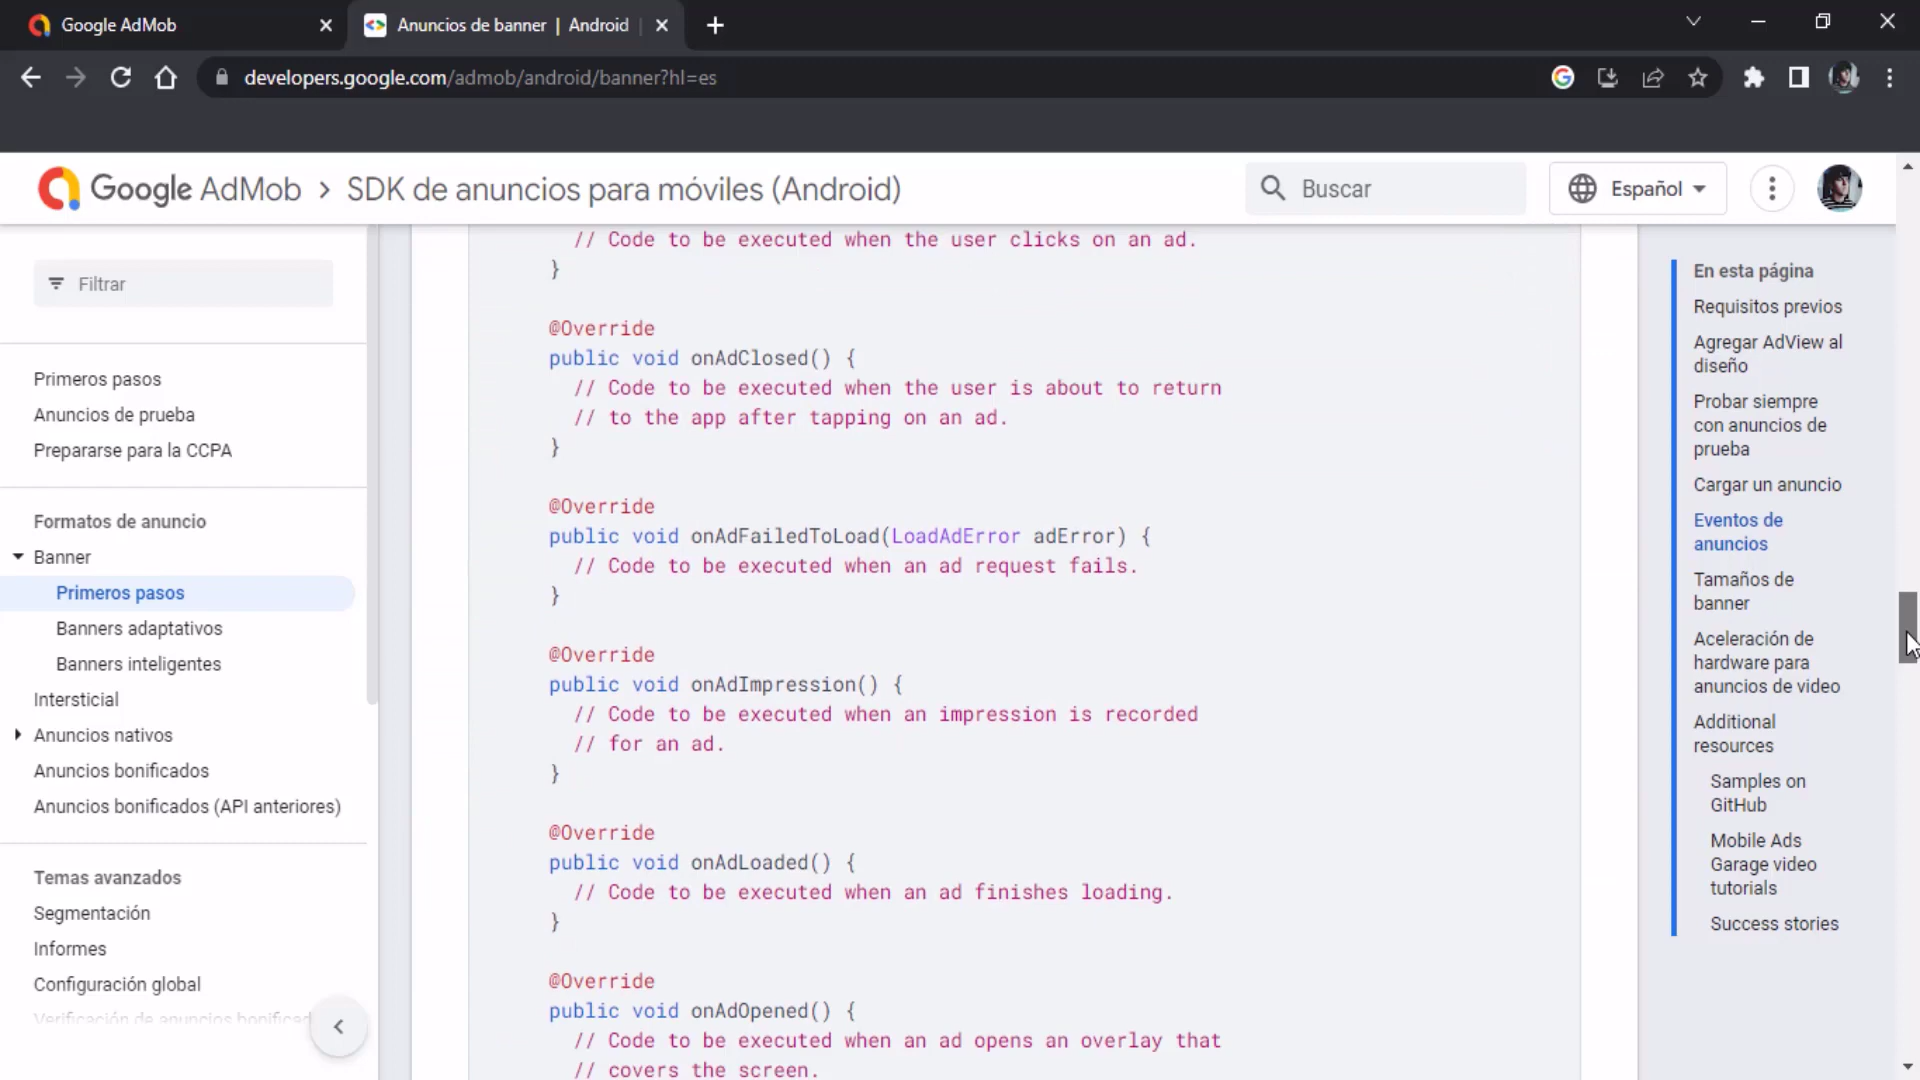 Google AdMob
Anuncios de banner | Android
developers.google.com/admob/android/banner?hl=es
Google AdMob > SDK de anuncios para móviles (Android)
Buscar
Español
Filtrar
Primeros pasos
Anuncios de prueba
Prepararse para la CCPA
Formatos de anuncio
Banner
Primeros pasos
Banners adaptativos
Banners inteligentes
Intersticial
Anuncios nativos
Anuncios bonificados
Anuncios bonificados (API anteriores)
Temas avanzados
Segmentación
Informes
Configuración global
Verificación de anuncios bonificad
// Code to be executed when the user clicks on an ad.
}
@Override
public void onAdClosed() {
// Code to be executed when the user is about to return
// to the app after tapping on an ad.
}
@Override
public void onAdFailedToLoad(LoadAdError adError) {
// Code to be executed when an ad request fails.
}
@Override
public void onAdImpression() {
// Code to be executed when an impression is recorded
// for an ad.
}
@Override
public void onAdLoaded() {
// Code to be executed when an ad finishes loading.
}
@Override
public void onAdOpened() {
// Code to be executed when an ad opens an overlay that
// covers the screen.
En esta página
Requisitos previos
Agregar AdView al
diseño
Probar siempre
con anuncios de
prueba
Cargar un anuncio
Eventos de
anuncios
Tamaños de
banner
Aceleración de
hardware para
anuncios de video
Additional
resources
Samples on
GitHub
Mobile Ads
Garage video
tutorials
Success stories